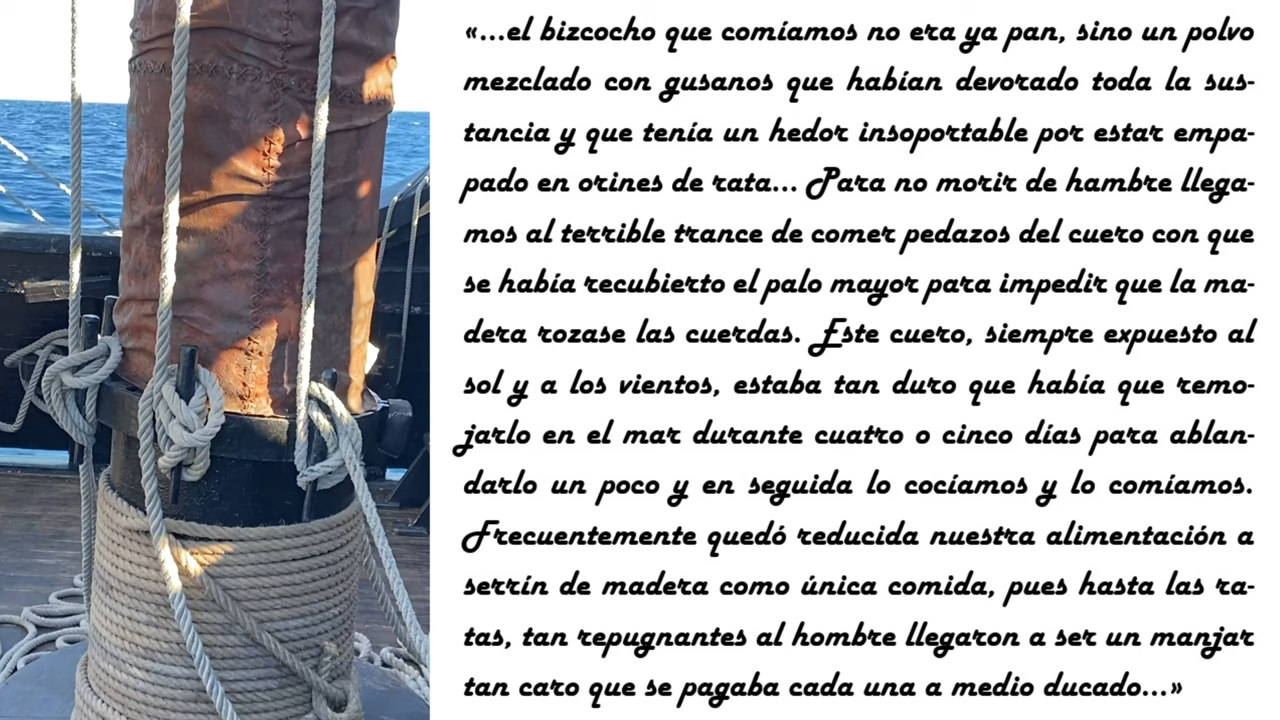 «...el bizcocho que comíamos no era ya pan, sino un polvo
mezclado con gusanos que habían devorado toda la sus-
tancia y que tenía un hedor insoportable por estar empa-
pado en orines de rata... Para no morir de hambre llega-
mos al terrible trance de comer pedazos del cuero con que
se había recubierto el palo mayor para impedir que la ma-
dera rozase las cuerdas. Este cuero, siempre expuesto al
sol y a los vientos, estaba tan duro que había que remo-
jarlo en el mar durante cuatro o cinco días para ablan-
darlo un poco y en seguida lo cocíamos y lo comíamos.
Frecuentemente quedó reducida nuestra alimentación a
serrín de madera como única comida, pues hasta las ra-
tas, tan repugnantes al hombre llegaron a ser un manjar
tan caro que se pagaba cada una a medio ducado...»